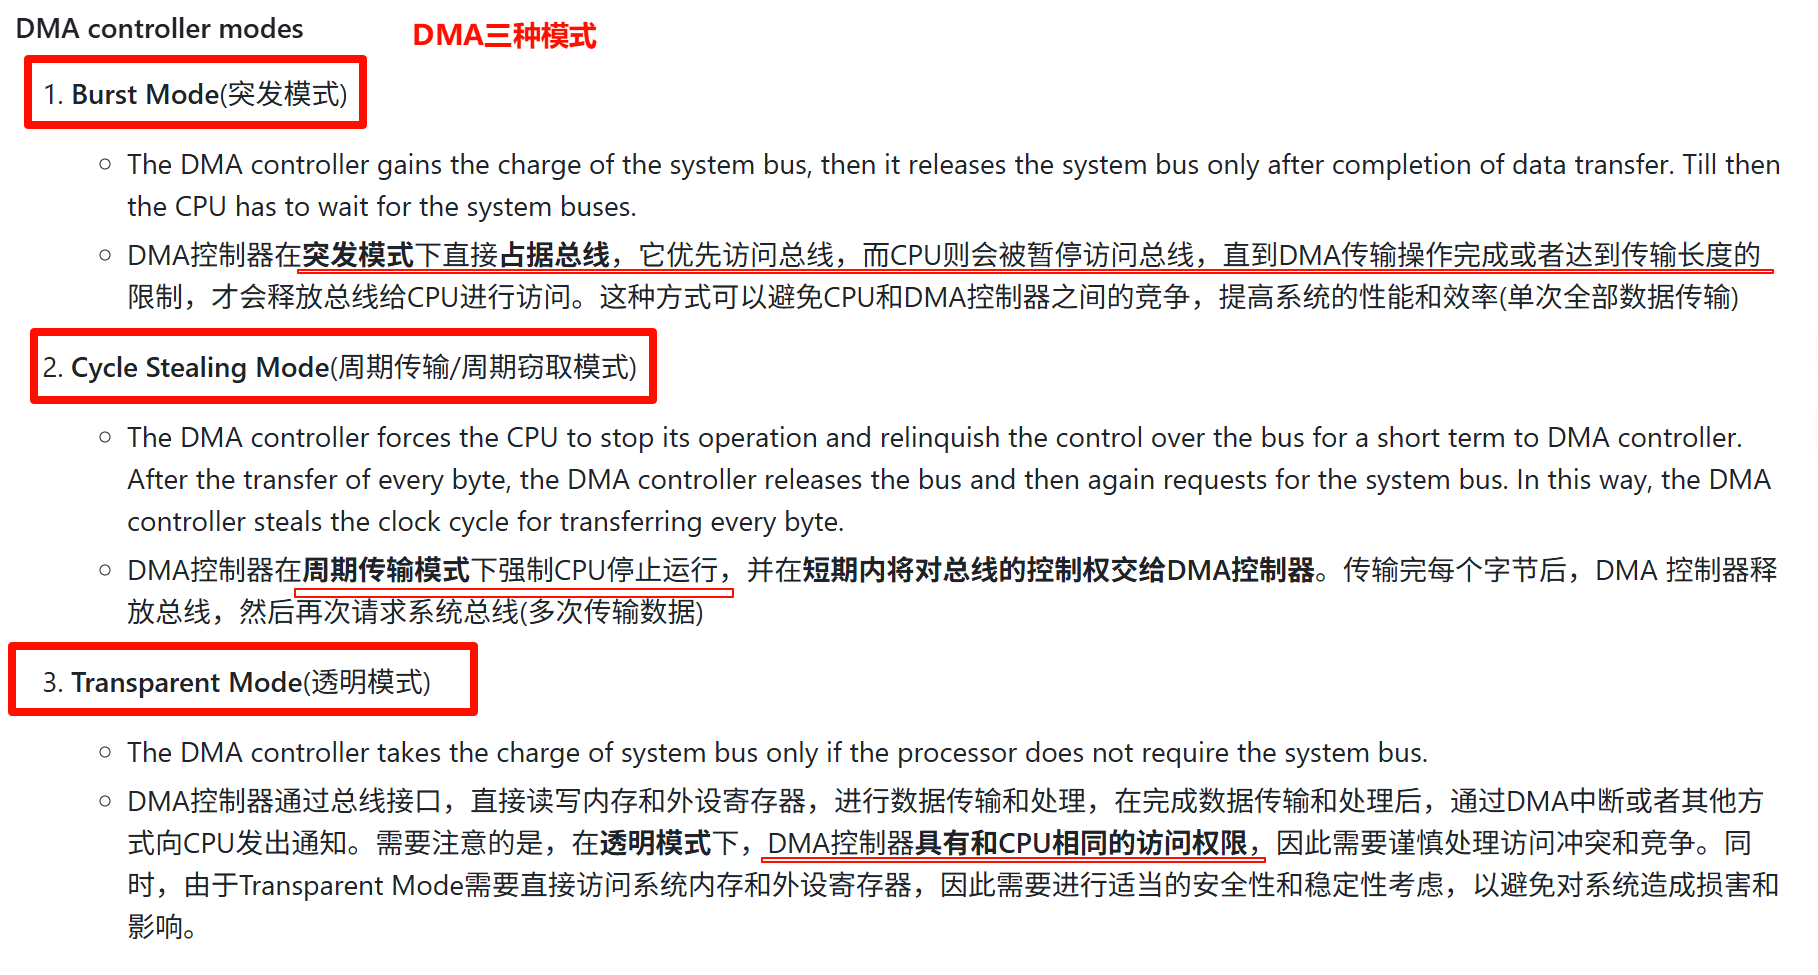 DMA controller modes
DMA三种模式
1. Burst Mode(突发模式)
The DMA controller gains the charge of the system bus, then it releases the system bus only after completion of data transfer. Till then
the CPU has to wait for the system buses.
DMA控制器在突发模式下直接占据总线，它优先访问总线，而CPU则会被暂停访问总线，直到DMA传输操作完成或者达到传输长度的
限制，才会释放总线给CPU进行访问。这种方式可以避免CPU和DMA控制器之间的竞争，提高系统的性能和效率(单次全部数据传输)
2. Cycle Stealing Mode(周期传输/周期窃取模式)
The DMA controller forces the CPU to stop its operation and relinquish the control over the bus for a short term to DMA controller.
After the transfer of every byte, the DMA controller releases the bus and then again requests for the system bus. In this way, the DMA
controller steals the clock cycle for transferring every byte.
DMA控制器在周期传输模式下强制CPU停止运行，并在短期内将对总线的控制权交给DMA控制器。传输完每个字节后，DMA 控制器释
放总线，然后再次请求系统总线(多次传输数据)
3. Transparent Mode(透明模式)
The DMA controller takes the charge of system bus only if the processor does not require the system bus.
DMA控制器通过总线接口，直接读写内存和外设寄存器，进行数据传输和处理，在完成数据传输和处理后，通过DMA中断或者其他方
式向CPU发出通知。需要注意的是，在透明模式下，DMA控制器具有和CPU相同的访问权限，因此需要谨慎处理访问冲突和竞争。同
时，由于Transparent Mode需要直接访问系统内存和外设寄存器，因此需要进行适当的安全性和稳定性考虑，以避免对系统造成损害和
影响。